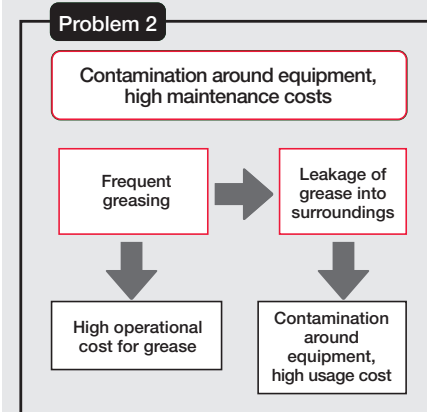 Problem 2
Contamination around equipment,
high maintenance costs
Frequent
greasing
Leakage of
grease into
surroundings
High operational
cost for grease
Contamination
around
equipment,
high usage cost